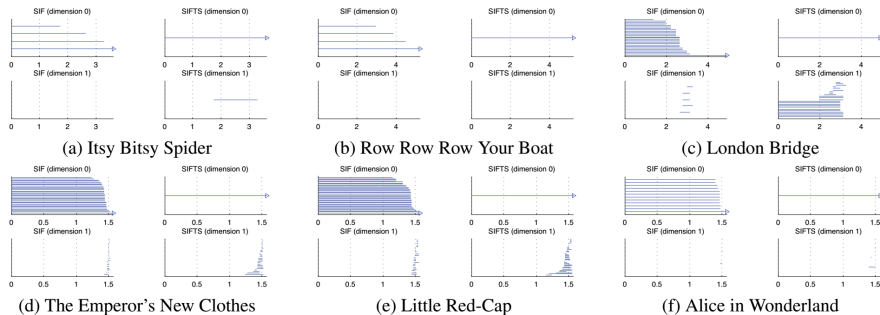 SIF (dimension 0) SIFTS (dimension 0) SIF (dimension 0) SIFTS (dimension 0) SIF (dimension 0) SIFTS (dimension 0)
0 1 2 3 0 1 2 3 0 2 4 0 2 4 0 2 4 0 2 4
SIF (dimension 1) SIFTS (dimension 1) SIF (dimension 1) SIFTS (dimension 1) SIF (dimension 1) SIFTS (dimension 1)
0 1 2 3 0 1 2 3 0 2 4 0 2 4 0 2 4 0 2 4
(a) Itsy Bitsy Spider (b) Row Row Row Your Boat (c) London Bridge
SIF (dimension 0) SIFTS (dimension 0) SIF (dimension 0) SIFTS (dimension 0) SIF (dimension 0) SIFTS (dimension 0)
0 0.5 1 1.5 0 0.5 1 1.5 0 0.5 1 1.5 0 0.5 1 1.5 0 0.5 1 1.5 0 0.5 1 1.5
SIF (dimension 1) SIFTS (dimension 1) SIF (dimension 1) SIFTS (dimension 1) SIF (dimension 1) SIFTS (dimension 1)
0 0.5 1 1.5 0 0.5 1 1.5 0 0.5 1 1.5 0 0.5 1 1.5 0 0.5 1 1.5 0 0.5 1 1.5
(d) The Emperor's New Clothes (e) Little Red-Cap (f) Alice in Wonderland